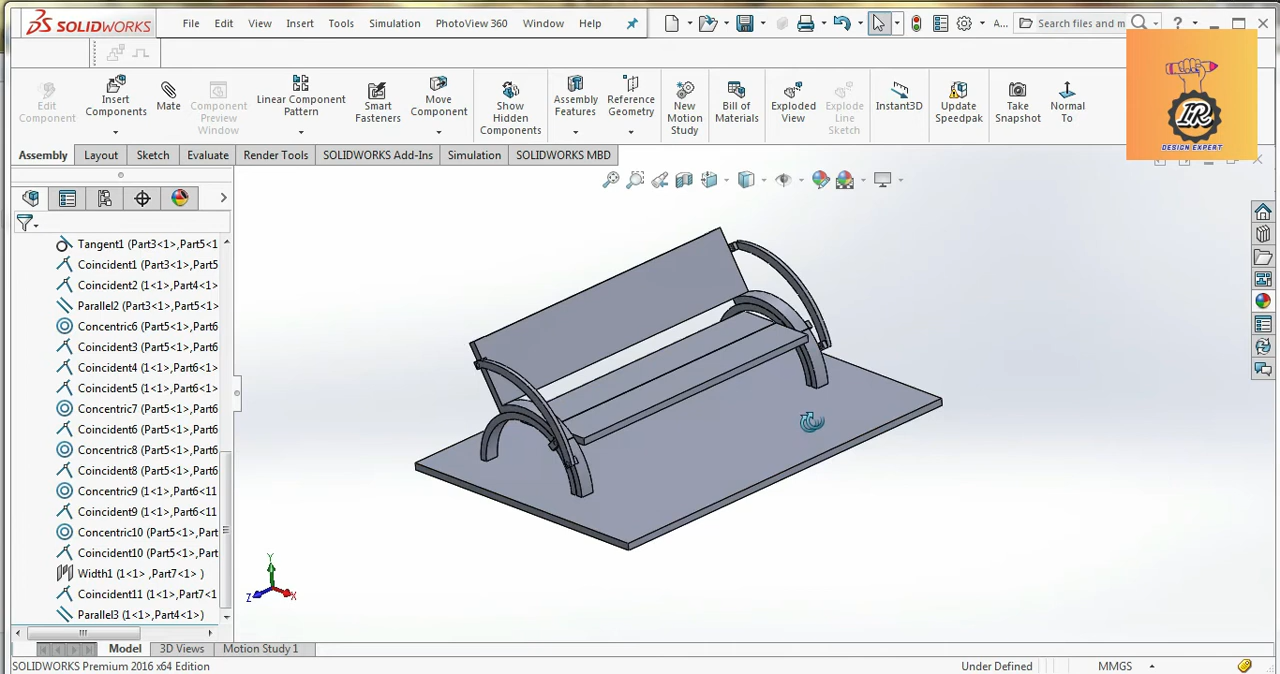 SOLIDWORKS
File Edit View Insert Tools Simulation PhotoView 360 Window Help
A...
Search files and m
?
Edit Component
Insert Components
Mate
Component Preview Window
Linear Component Pattern
Smart Fasteners
Move Component
Show Hidden Components
Assembly Features
Reference Geometry
New Motion Study
Bill of Materials
Exploded View
Explode Line Sketch
Instant3D
Update Speedpak
Take Snapshot
Normal To
IR
DESIGN EXPERT
Assembly Layout Sketch Evaluate Render Tools SOLIDWORKS Add-Ins Simulation SOLIDWORKS MBD
Tangent1 (Part3<1>,Part5<1
Coincident1 (Part3<1>,Part5
Coincident2 (1<1>,Part4<1>
Parallel2 (Part3<1>,Part5<1>
Concentric6 (Part5<1>,Part6
Coincident3 (Part5<1>,Part6
Coincident4 (1<1>,Part6<1>
Coincident5 (1<1>,Part6<1>
Concentric7 (Part5<1>,Part6
Coincident6 (Part5<1>,Part6
Concentric8 (Part5<1>,Part6
Coincident8 (Part5<1>,Part6
Concentric9 (1<1>,Part6<11
Coincident9 (1<1>,Part6<11
Concentric10 (Part5<1>,Part
Coincident10 (Part5<1>,Part
Width1 (1<1> ,Part7<1> )
Coincident11 (1<1>,Part7<1
Parallel3 (1<1>,Part4<1>)
Y
Z
X
Model 3D Views Motion Study 1
SOLIDWORKS Premium 2016 x64 Edition
Under Defined
MMGS